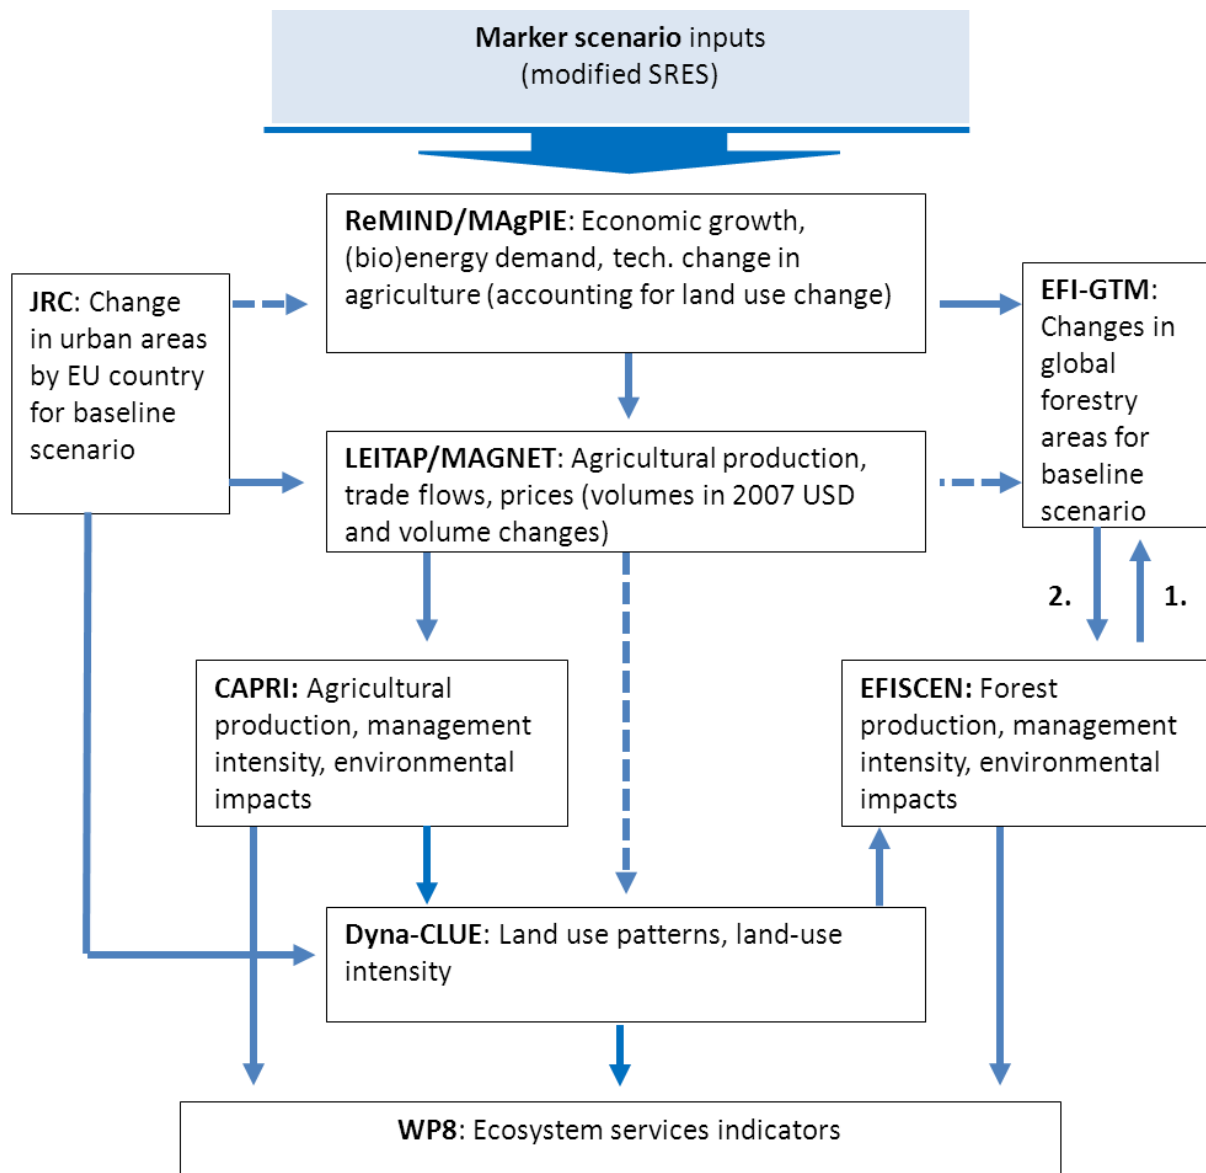 Marker scenario inputs
(modified SRES)
ReMIND/MAgPIE: Economic growth,
(bio)energy demand, tech. change in
agriculture (accounting for land use change)
JRC: Change
in urban areas
by EU country
for baseline
scenario
EFI-GTM:
Changes in
global
forestry
areas for
baseline
scenario
LEITAP/MAGNET: Agricultural production,
trade flows, prices (volumes in 2007 USD
and volume changes)
2.
1.
CAPRI: Agricultural
production, management
intensity, environmental
impacts
EFISCEN: Forest
production, management
intensity, environmental
impacts
Dyna-CLUE: Land use patterns, land-use
intensity
WP8: Ecosystem services indicators